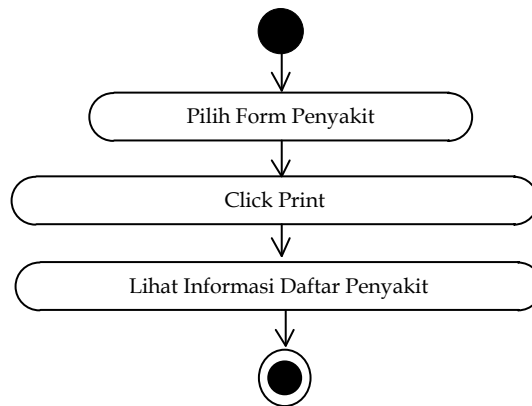 Pilih Form Penyakit
Click Print
Lihat Informasi Daftar Penyakit